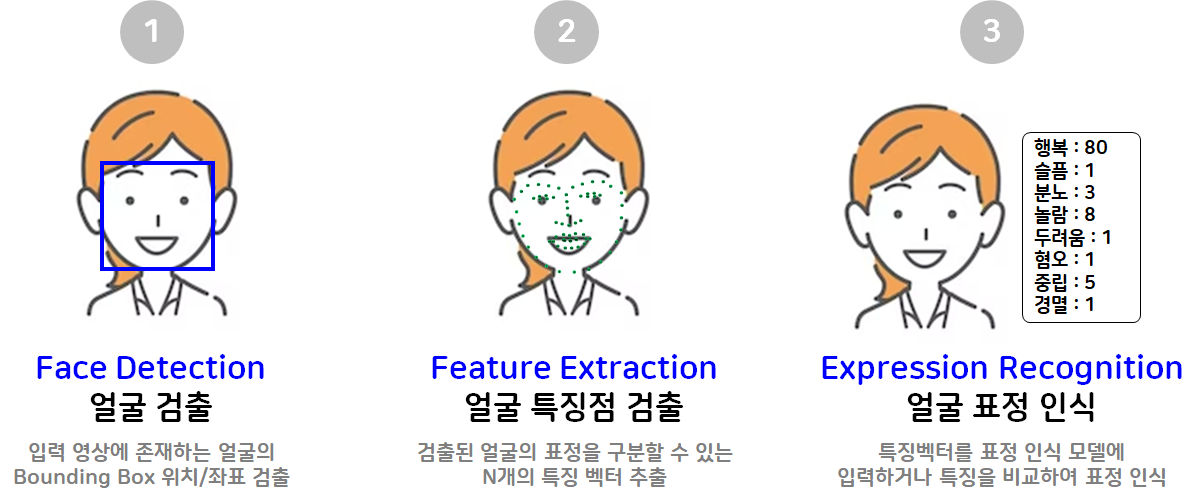 1
2
3
행복 : 80
슬픔 : 1
분노 : 3
놀람 : 8
두려움 : 1
혐오 : 1
중립 : 5
경멸 : 1
Face Detection
얼굴 검출
입력 영상에 존재하는 얼굴의
Bounding Box 위치/좌표 검출
Feature Extraction
얼굴 특징점 검출
검출된 얼굴의 표정을 구분할 수 있는
N개의 특징 벡터 추출
Expression Recognition
얼굴 표정 인식
특징벡터를 표정 인식 모델에
입력하거나 특징을 비교하여 표정 인식